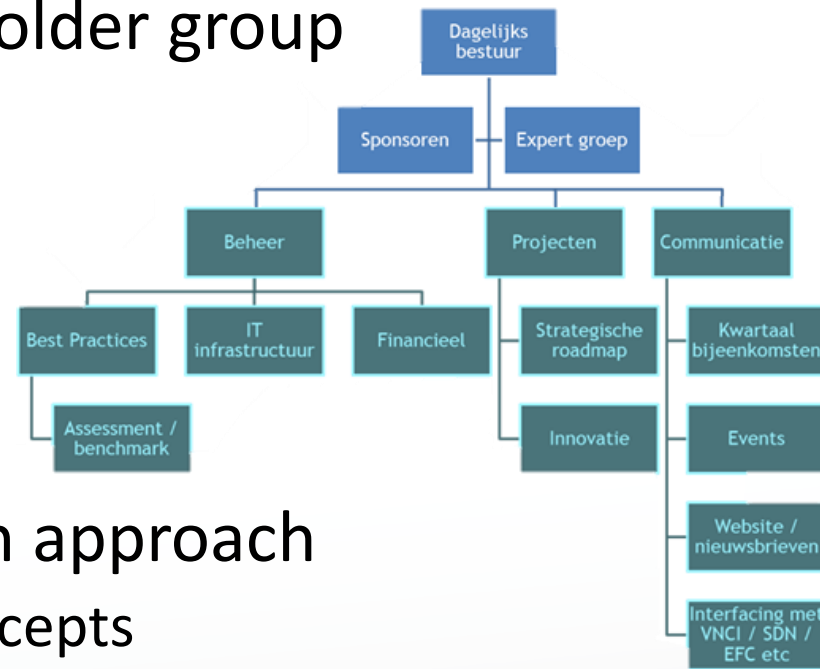 older group
Dagelijks
bestuur
Sponsoren
Expert groep
Beheer
Projecten
Communicatie
Best Practices
IT
infrastructuur
Financieel
Strategische
roadmap
Kwartaal
bijeenkomsten
Assessment /
benchmark
Innovatie
Events
n approach
Website /
nieuwsbrieven
cepts
Interfacing met
VNCI / SDN /
EFC etc